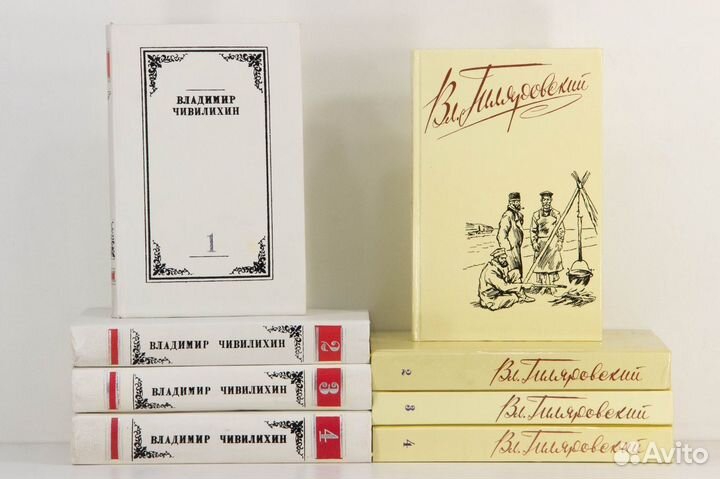 ВЛАДИМИР
ЧИВИЛИХИН
1
Вл. Гиляровский
ВЛАДИМИР ЧИВИЛИХИН 2
ВЛАДИМИР ЧИВИЛИХИН 3
ВЛАДИМИР ЧИВИЛИХИН 4
2 Вл. Гиляровский
3 Вл. Гиляровский
4 Вл. Гиляровский
Avito